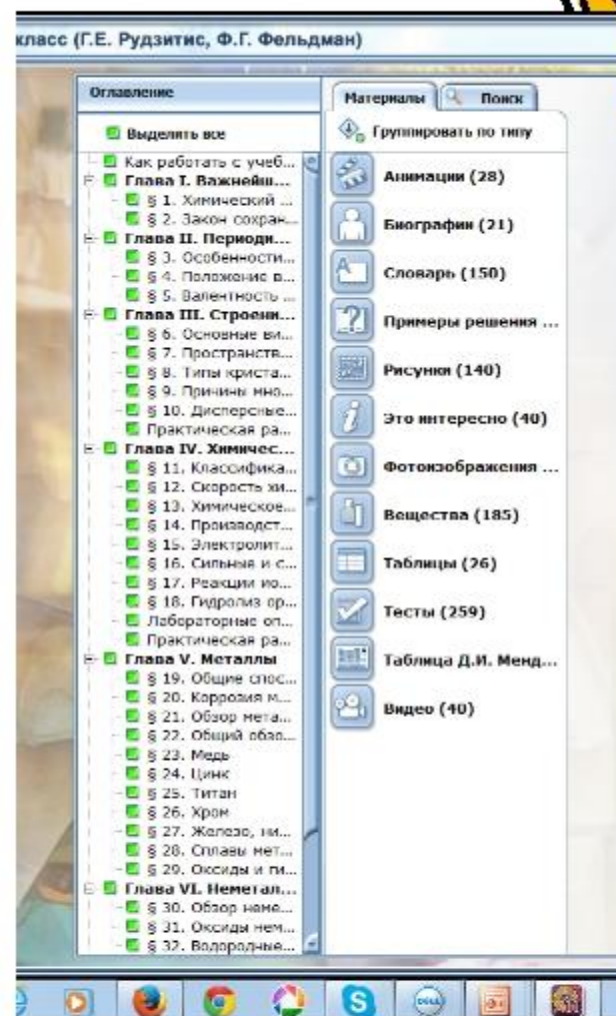 класс (Г.Е. Рудзитис, Ф.Г. Фельдман)
Оглавление
Выделить все
Как работать с учеб...
Глава I. Важнейш...
§ 1. Химический ...
§ 2. Закон сохран...
Глава II. Периоди...
§ 3. Особенности...
§ 4. Положение в...
§ 5. Валентность ...
Глава III. Строени...
§ 6. Основные ви...
§ 7. Пространств...
§ 8. Типы криста...
§ 9. Причины мно...
§ 10. Дисперсные...
Практическая ра...
Глава IV. Химичес...
§ 11. Классифика...
§ 12. Скорость хи...
§ 13. Химическое...
§ 14. Производст...
§ 15. Электролит...
§ 16. Сильные и с...
§ 17. Реакции ио...
§ 18. Гидролиз ор...
Лабораторные оп...
Практическая ра...
Глава V. Металлы
§ 19. Общие спос...
§ 20. Коррозия м...
§ 21. Обзор мета...
§ 22. Общий обзо...
§ 23. Медь
§ 24. Цинк
§ 25. Титан
§ 26. Хром
§ 27. Железо, ни...
§ 28. Сплавы мет...
§ 29. Оксиды и ги...
Глава VI. Неметал...
§ 30. Обзор неме...
§ 31. Оксиды нем...
§ 32. Водородные...
Материалы
Поиск
Группировать по типу
Анимации (28)
Биографии (21)
Словарь (150)
Примеры решения ...
Рисунки (140)
Это интересно (40)
Фотоизображения ...
Вещества (185)
Таблицы (26)
Тесты (259)
Таблица Д.И. Менд...
Видео (40)
DELL